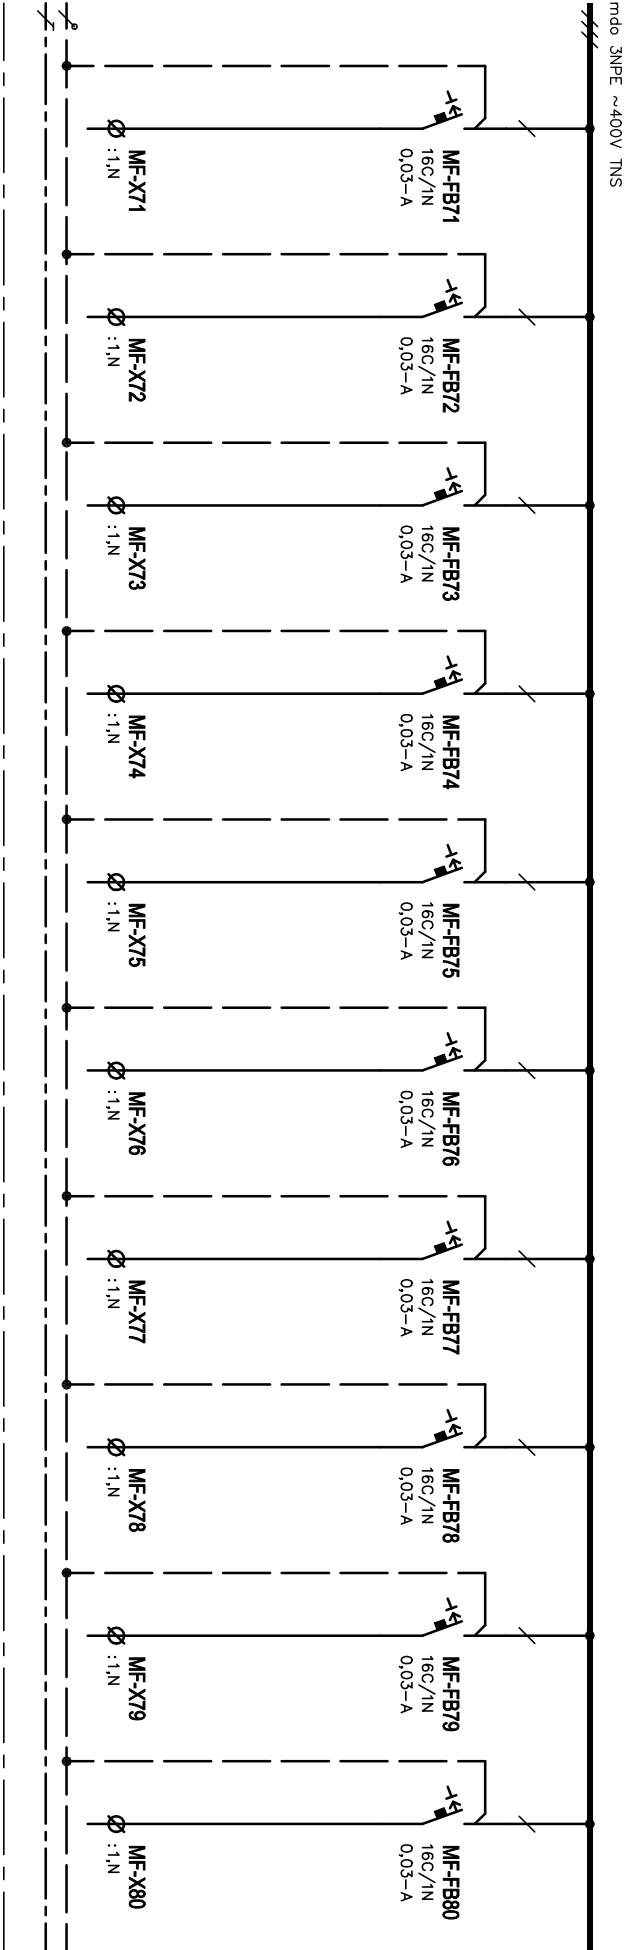 mdo 3NPE ~400V TNS
MF-FB71
16C/1N
0,03-A
MF-X71
:1,N
MF-FB72
16C/1N
0,03-A
MF-X72
:1,N
MF-FB73
16C/1N
0,03-A
MF-X73
:1,N
MF-FB74
16C/1N
0,03-A
MF-X74
:1,N
MF-FB75
16C/1N
0,03-A
MF-X75
:1,N
MF-FB76
16C/1N
0,03-A
MF-X76
:1,N
MF-FB77
16C/1N
0,03-A
MF-X77
:1,N
MF-FB78
16C/1N
0,03-A
MF-X78
:1,N
MF-FB79
16C/1N
0,03-A
MF-X79
:1,N
MF-FB80
16C/1N
0,03-A
MF-X80
:1,N